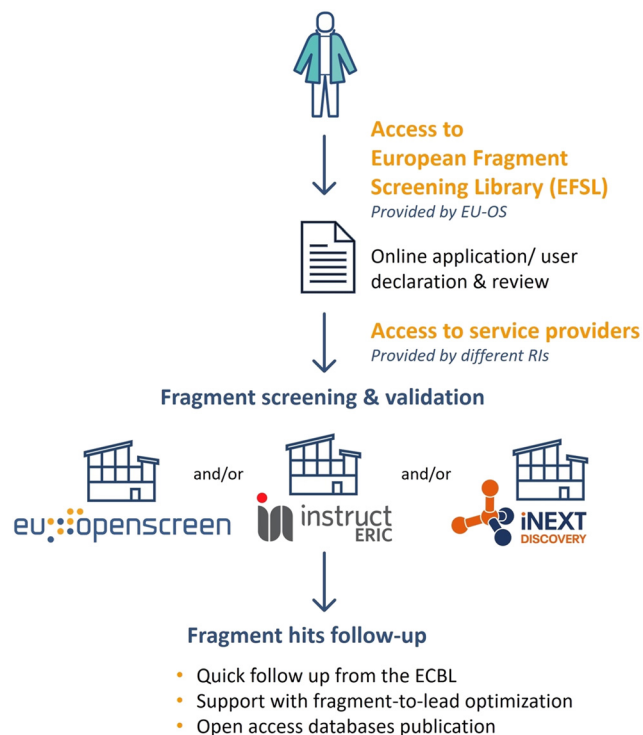 Access to
European Fragment
Screening Library (EFSL)
Provided by EU-OS
Online application/ user
declaration & review
Access to service providers
Provided by different RIs
Fragment screening & validation
and/or
and/or
eu openscreen
instruct
ERIC
iNEXT
DISCOVERY
Fragment hits follow-up
• Quick follow up from the ECBL
• Support with fragment-to-lead optimization
• Open access databases publication